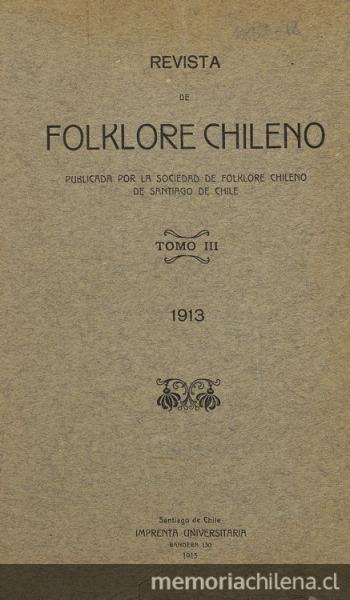 REVISTA
DE
FOLKLORE CHILENO
PUBLICADA POR LA SOCIEDAD DE FOLKLORE CHILENO
DE SANTIAGO DE CHILE
TOMO III
1913
Santiago de Chile
IMPRENTA UNIVERSITARIA
BANDERA 130
1915
memoriachilena.cl